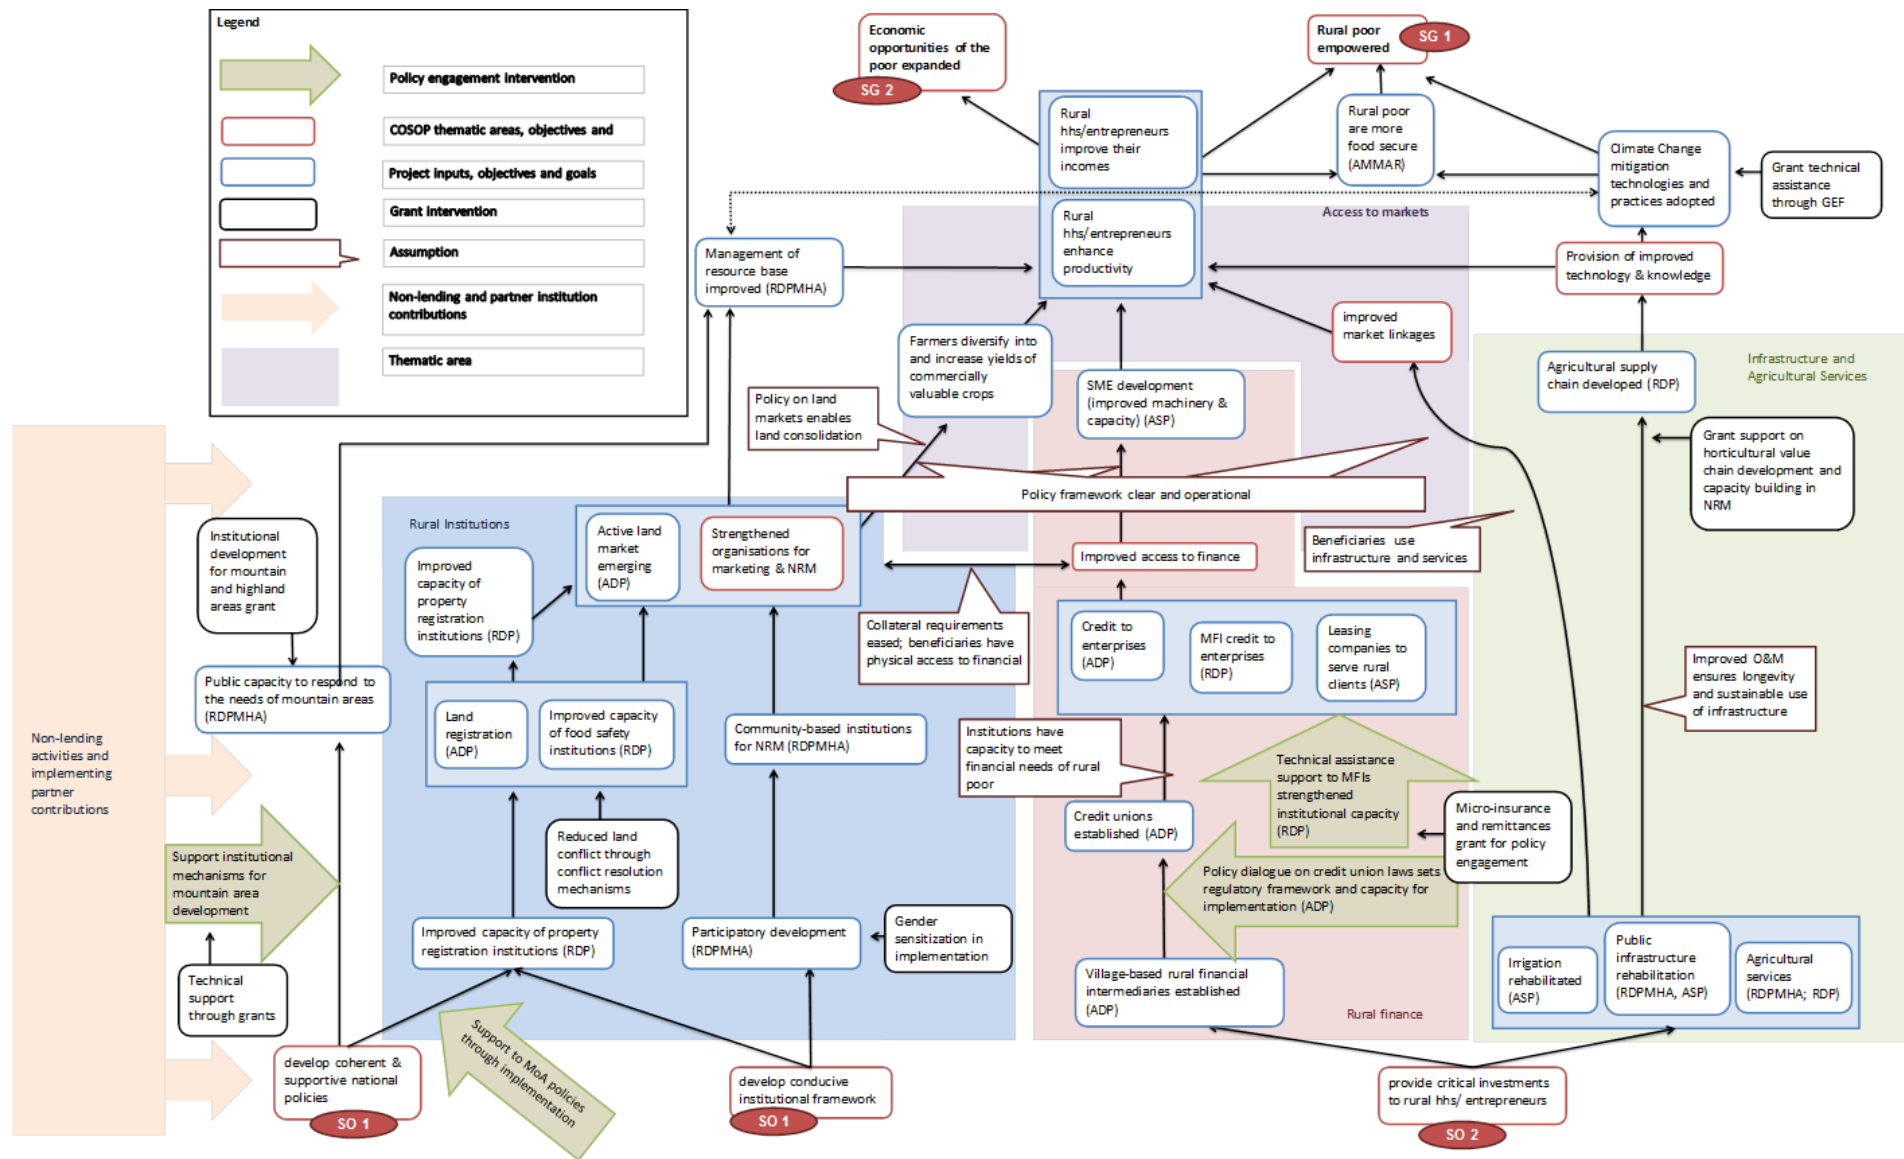 Legend
Policy engagement intervention
COSOP thematic areas, objectives and
Project inputs, objectives and goals
Grant intervention
Assumption
Non-lending and partner institution
contributions
Thematic area
Economic
opportunities of the
poor expanded
SG 2
Rural poor
empowered
SG 1
Rural
hhs/entrepreneurs
improve their
incomes
Rural poor
are more
food secure
(AMMAR)
Climate Change
mitigation
technologies and
practices adopted
Grant technical
assistance
through GEF
Access to markets
Rural
hhs/entrepreneurs
enhance
productivity
Management of
resource base
improved (RDPMHA)
Provision of improved
technology & knowledge
improved
market linkages
Farmers diversify into
and increase yields of
commercially
valuable crops
Infrastructure and
Agricultural Services
Agricultural supply
chain developed (RDP)
SME development
(improved machinery &
capacity) (ASP)
Policy on land
markets enables
land consolidation
Grant support on
horticultural value
chain development and
capacity building in
NRM
Policy framework clear and operational
Rural Institutions
Institutional
development
for mountain
and highland
areas grant
Active land
market
emerging
(ADP)
Strengthened
organisations for
marketing & NRM
Improved access to finance
Beneficiaries use
infrastructure and services
Improved
capacity of
property
registration
institutions (RDP)
Collateral requirements
eased; beneficiaries have
physical access to financial
Credit to
enterprises
(ADP)
MFI credit to
enterprises
(RDP)
Leasing
companies to
serve rural
clients (ASP)
Improved O&M
ensures longevity
and sustainable use
of infrastructure
Public capacity to respond to
the needs of mountain areas
(RDPMHA)
Land
registration
(ADP)
Improved capacity
of food safety
institutions (RDP)
Community-based institutions
for NRM (RDPMHA)
Institutions have
capacity to meet
financial needs of rural
poor
Non-lending
activities and
implementing
partner
contributions
Technical assistance
support to MFIs
strengthened
institutional capacity
(RDP)
Credit unions
established (ADP)
Micro-insurance
and remittances
grant for policy
engagement
Reduced land
conflict through
conflict resolution
mechanisms
Support institutional
mechanisms for
mountain area
development
Policy dialogue on credit union laws sets
regulatory framework and capacity for
implementation (ADP)
Improved capacity of property
registration institutions (RDP)
Participatory development
(RDPMHA)
Gender
sensitization in
implementation
Technical
support
through grants
Village-based rural financial
intermediaries established
(ADP)
Irrigation
rehabilitated
(ASP)
Public
infrastructure
rehabilitation
(RDPMHA, ASP)
Agricultural
services
(RDPMHA; RDP)
Rural finance
Support to MoA policies
through implementation
develop coherent &
supportive national
policies
SO 1
develop conducive
institutional framework
SO 1
provide critical investments
to rural hhs/ entrepreneurs
SO 2